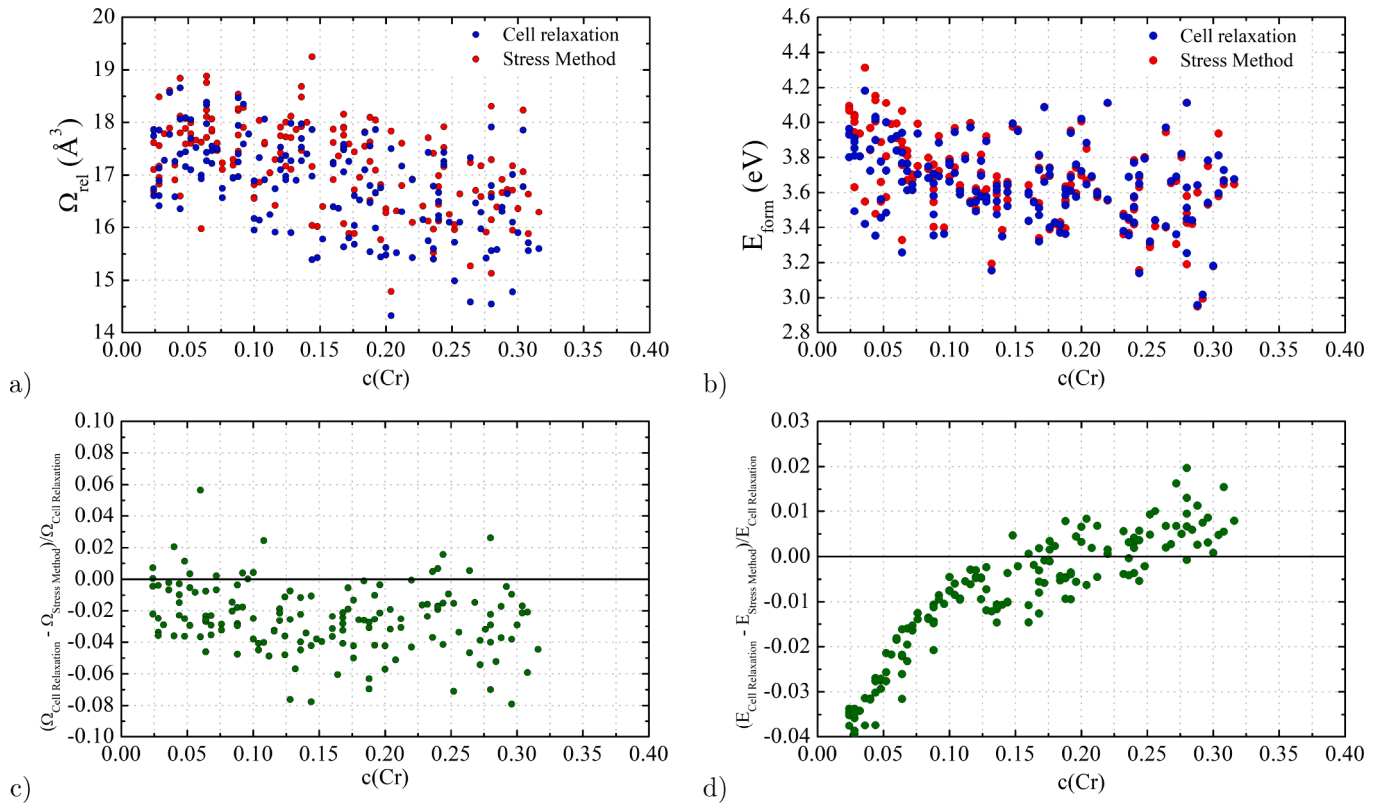 20
19
18
17
16
15
14
Ω_rel (Å³)
Cell relaxation
Stress Method
0.00 0.05 0.10 0.15 0.20 0.25 0.30 0.35 0.40
c(Cr)
a)
4.6
4.4
4.2
4.0
3.8
3.6
3.4
3.2
3.0
2.8
E_form (eV)
Cell relaxation
Stress Method
0.00 0.05 0.10 0.15 0.20 0.25 0.30 0.35 0.40
c(Cr)
b)
0.10
0.08
0.06
0.04
0.02
0.00
-0.02
-0.04
-0.06
-0.08
-0.10
(Ω_Cell Relaxation - Ω_Stress Method)/Ω_Cell Relaxation
0.00 0.05 0.10 0.15 0.20 0.25 0.30 0.35 0.40
c(Cr)
c)
0.03
0.02
0.01
0.00
-0.01
-0.02
-0.03
-0.04
(E_Cell Relaxation - E_Stress Method)/E_Cell Relaxation
0.00 0.05 0.10 0.15 0.20 0.25 0.30 0.35 0.40
c(Cr)
d)